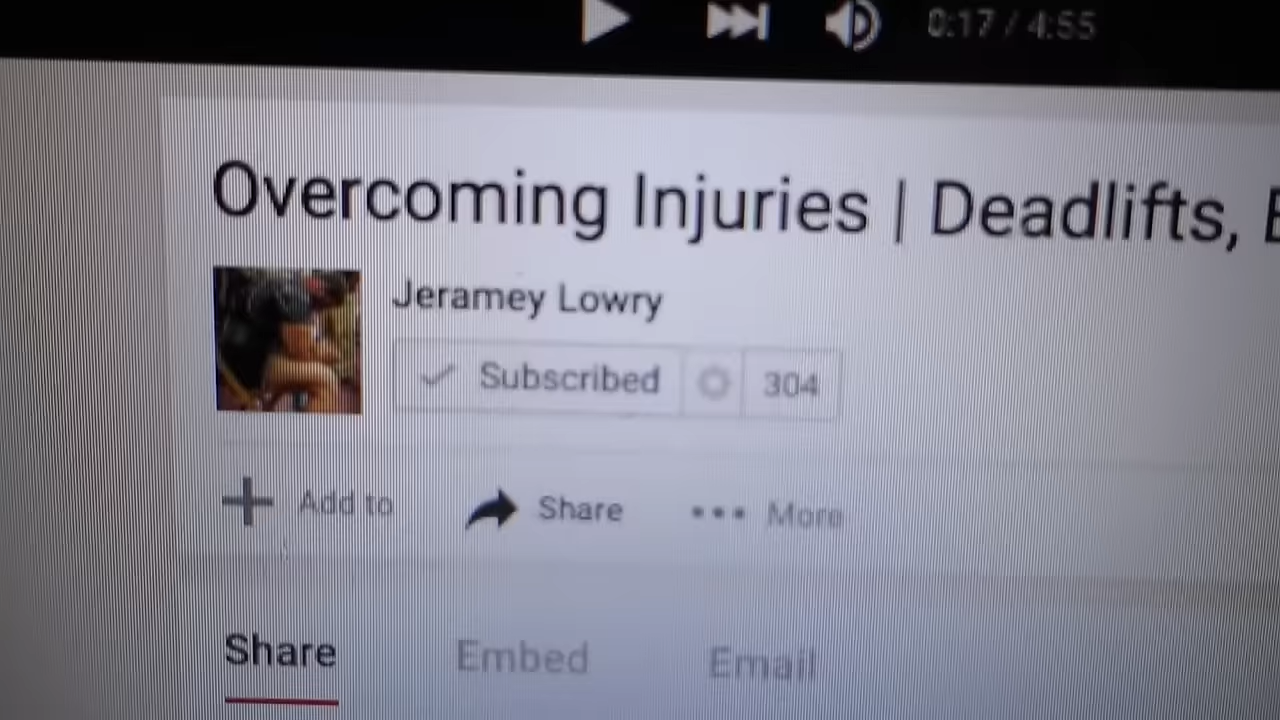 0:17 / 4:55
Overcoming Injuries | Deadlifts,
Jeramey Lowry
Subscribed 304
Add to Share More
Share Embed Email